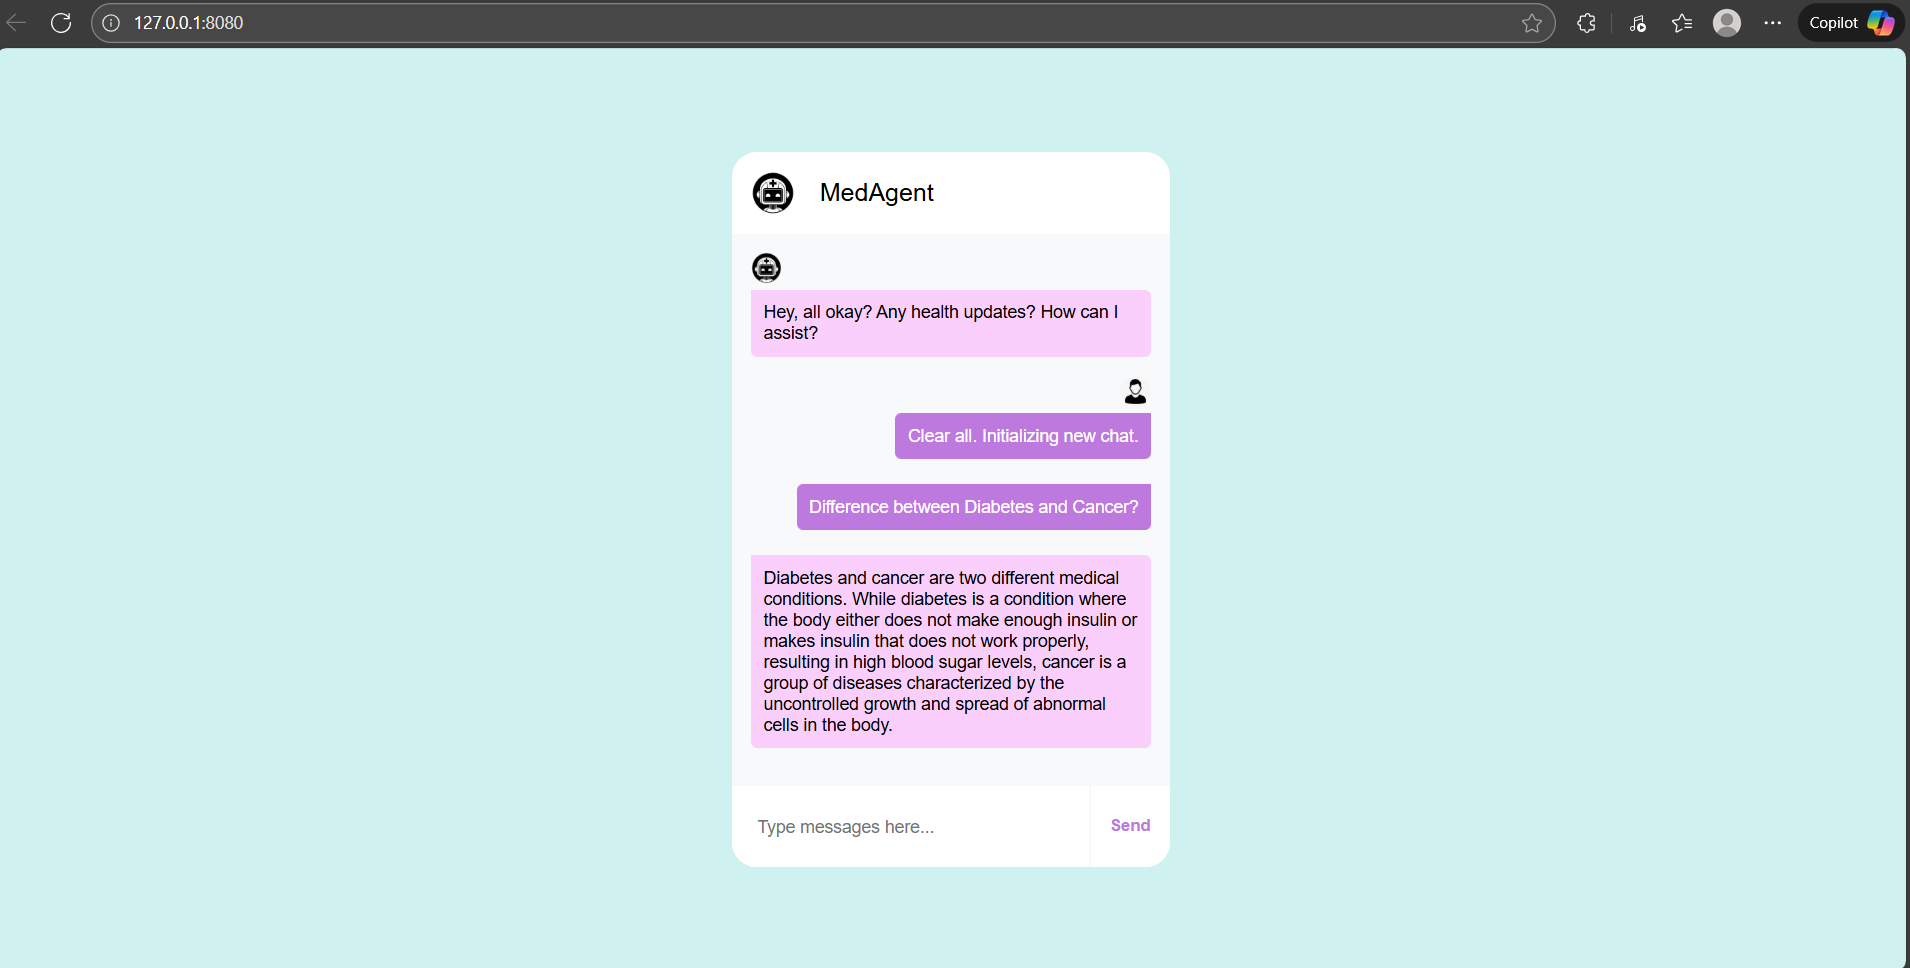 127.0.0.1:8080
Copilot
MedAgent
Hey, all okay? Any health updates? How can I
assist?
Clear all. Initializing new chat.
Difference between Diabetes and Cancer?
Diabetes and cancer are two different medical
conditions. While diabetes is a condition where
the body either does not make enough insulin or
makes insulin that does not work properly,
resulting in high blood sugar levels, cancer is a
group of diseases characterized by the
uncontrolled growth and spread of abnormal
cells in the body.
Type messages here...
Send